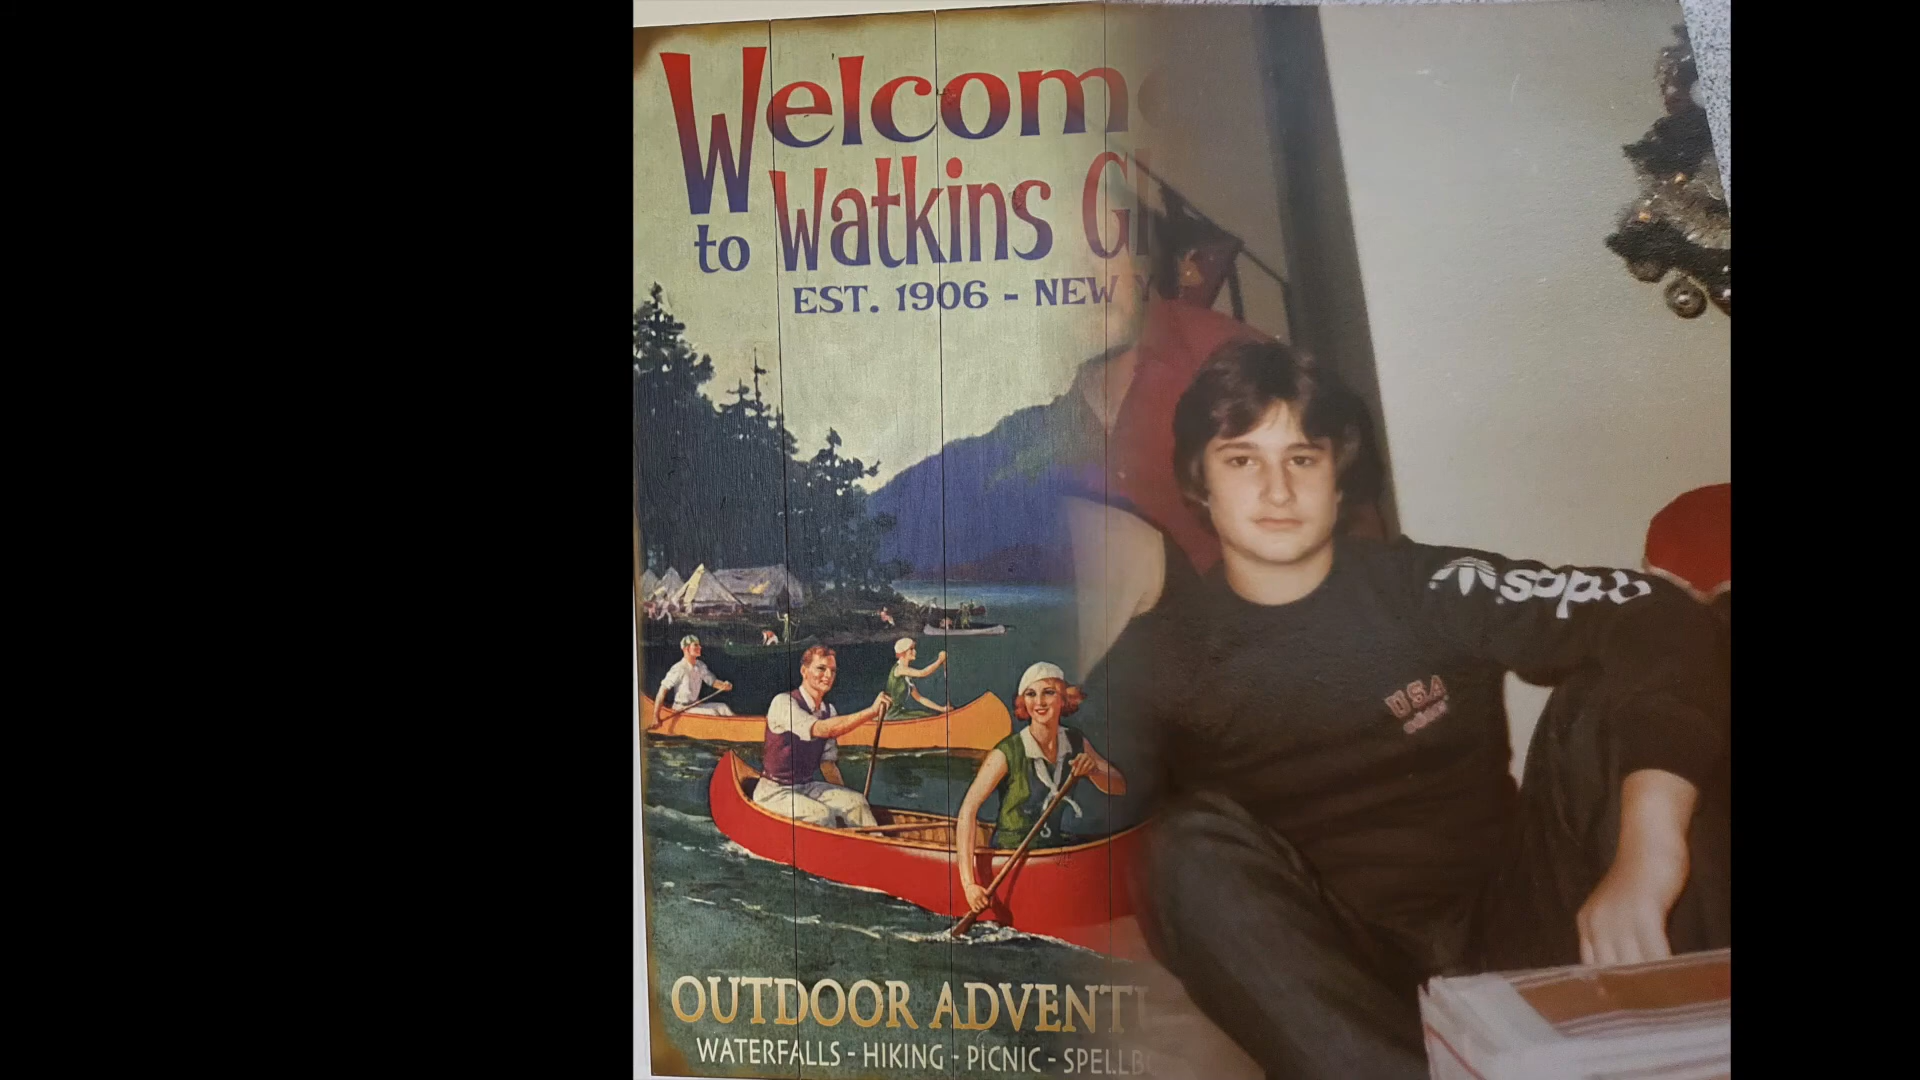 Welcom
to Watkins Gl
EST. 1906 - NEW Y
OUTDOOR ADVENT
WATERFALLS - HIKING - PICNIC - SPELLB
adidas
USA